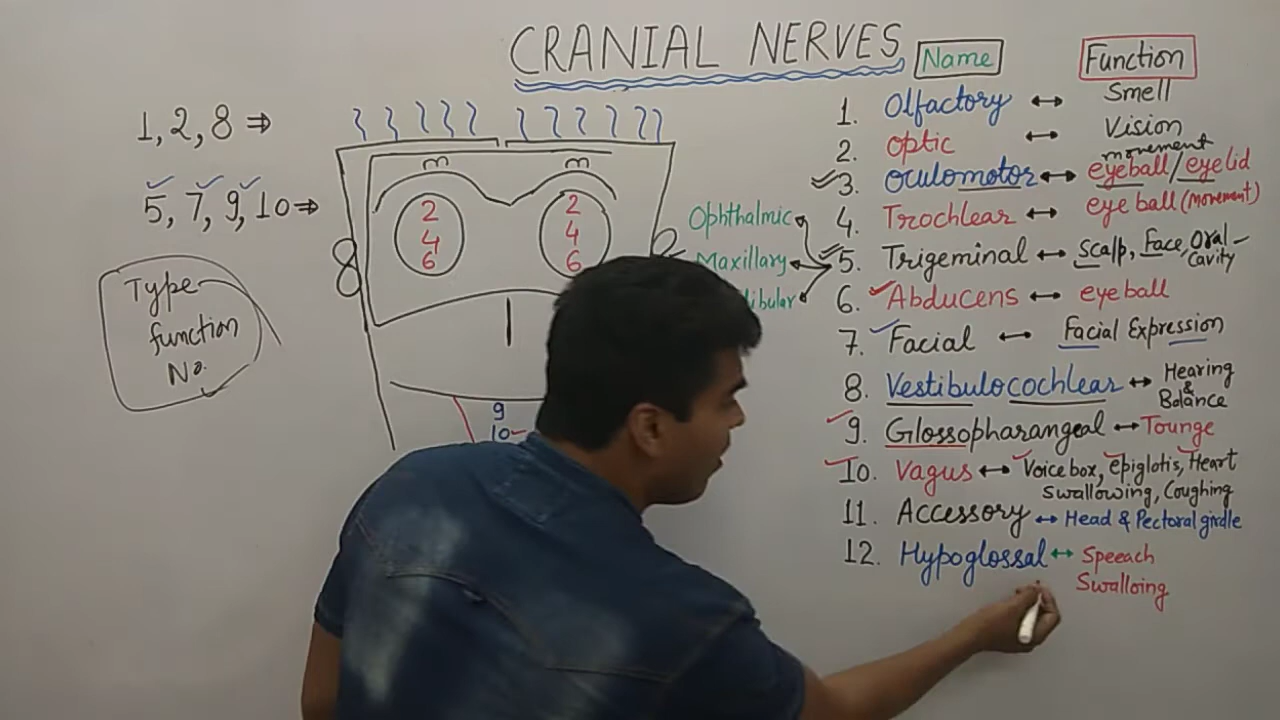 CRANIAL NERVES
Name
Function
1, 2, 8 ⇒
5, 7, 9, 10 ⇒
Type
function
No.
2
4
6
2
4
6
8
9
10
Ophthalmic
Maxillary
1. Olfactory ↔ Smell
2. Optic ↔ Vision
3. Oculomotor ↔ movement eyeball/eyelid
4. Trochlear ↔ eye ball (movement)
5. Trigeminal ↔ Scalp, Face, Oral Cavity
6. Abducens ↔ eyeball
7. Facial ↔ Facial Expression
8. Vestibulocochlear ↔ Hearing & Balance
9. Glossopharangeal ↔ Tounge
10. Vagus ↔ Voice box, epiglotis, Heart
Swallowing, Coughing
11. Accessory ↔ Head & Pectoral girdle
12. Hypoglossal ↔ Speeach
Swalloing